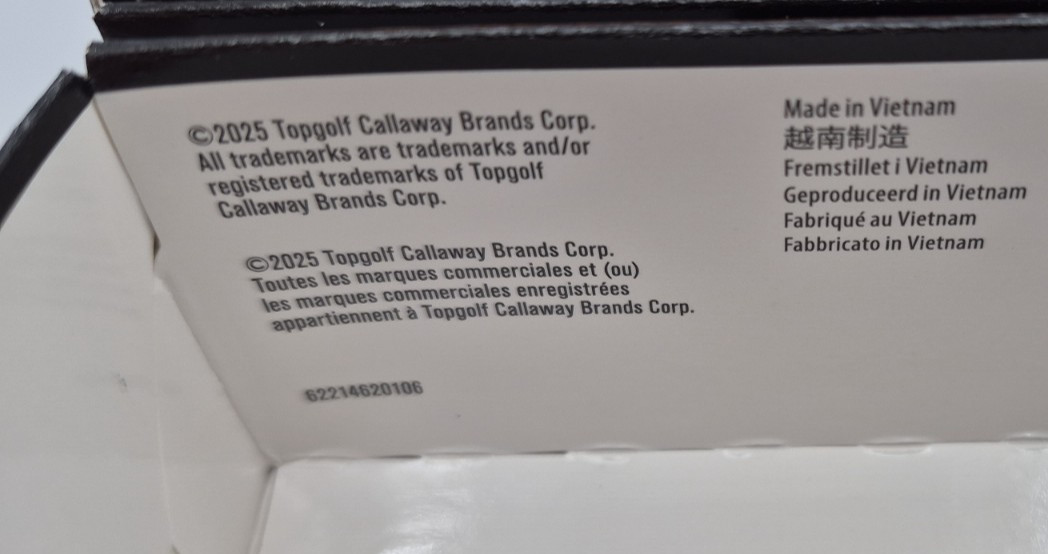 ©2025 Topgolf Callaway Brands Corp.
All trademarks are trademarks and/or
registered trademarks of Topgolf
Callaway Brands Corp.
©2025 Topgolf Callaway Brands Corp.
Toutes les marques commerciales et (ou)
les marques commerciales enregistrées
appartiennent à Topgolf Callaway Brands Corp.
62214620106
Made in Vietnam
越南制造
Fremstillet i Vietnam
Geproduceerd in Vietnam
Fabriqué au Vietnam
Fabbricato in Vietnam